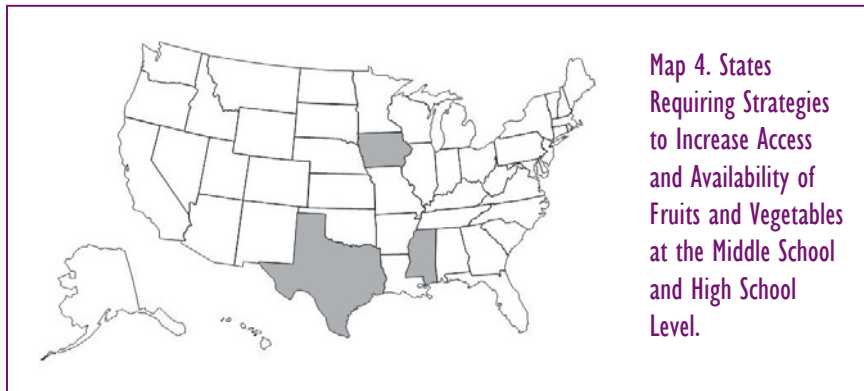 Map 4. States
Requiring Strategies
to Increase Access
and Availability of
Fruits and Vegetables
at the Middle School
and High School
Level.